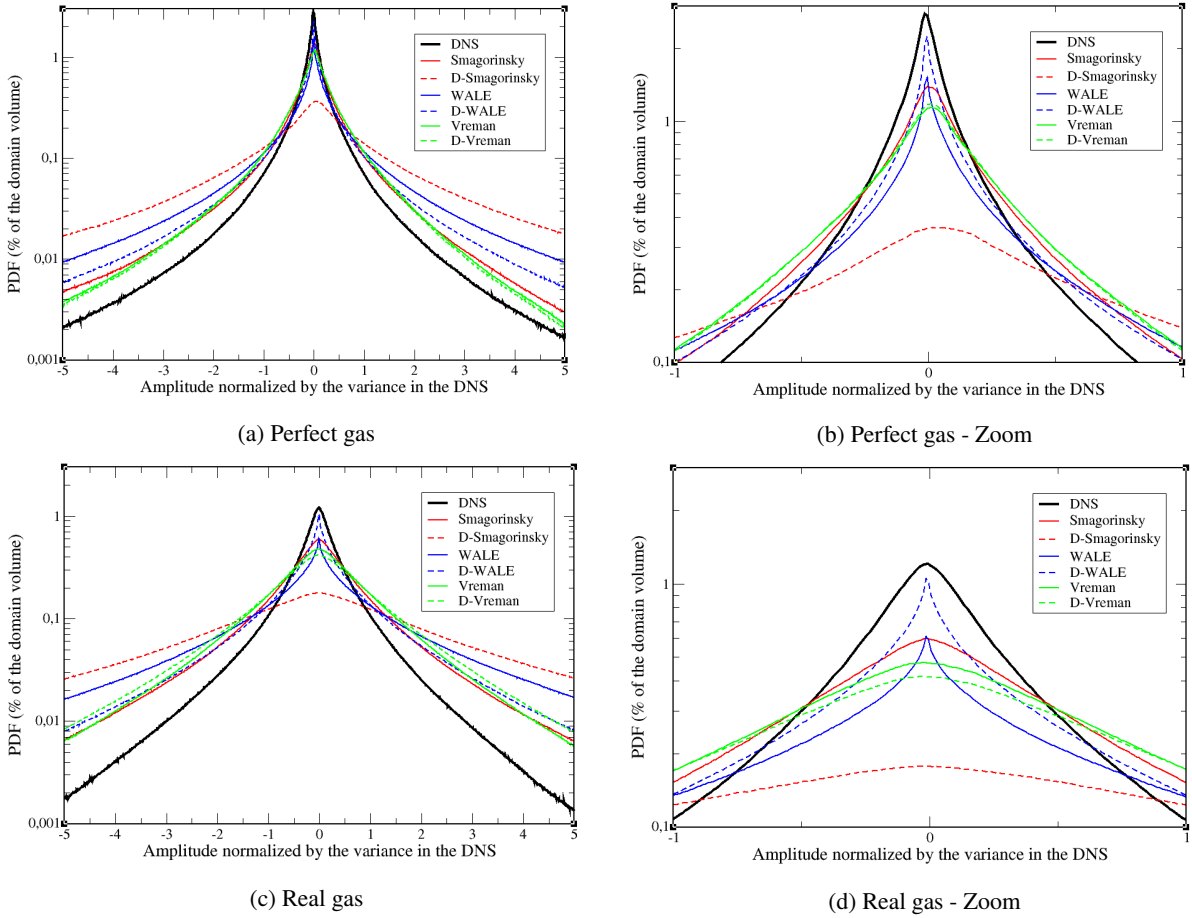 1
0,1
0,01
0,001
PDF (% of the domain volume)
-5 -4 -3 -2 -1 0 1 2 3 4 5
Amplitude normalized by the variance in the DNS
DNS
Smagorinsky
D-Smagorinsky
WALE
D-WALE
Vreman
D-Vreman
(a) Perfect gas
1
0.1
PDF (% of the domain volume)
-1 0 1
Amplitude normalized by the variance in the DNS
DNS
Smagorinsky
D-Smagorinsky
WALE
D-WALE
Vreman
D-Vreman
(b) Perfect gas - Zoom
1
0,1
0,01
0,001
PDF (% of the domain volume)
-5 -4 -3 -2 -1 0 1 2 3 4 5
Amplitude normalized by the variance in the DNS
DNS
Smagorinsky
D-Smagorinsky
WALE
D-WALE
Vreman
D-Vreman
(c) Real gas
1
0.1
PDF (% of the domain volume)
-1 0 1
Amplitude normalized by the variance in the DNS
DNS
Smagorinsky
D-Smagorinsky
WALE
D-WALE
Vreman
D-Vreman
(d) Real gas - Zoom